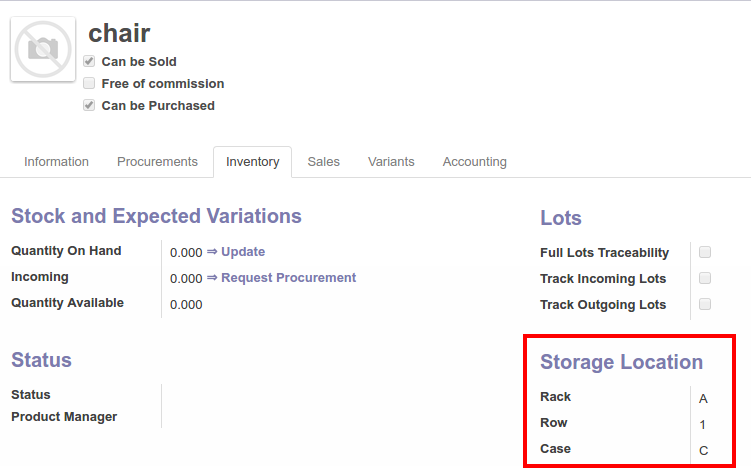 chair
Can be Sold
Free of commission
Can be Purchased
Information Procurements Inventory Sales Variants Accounting
Stock and Expected Variations
Quantity On Hand 0.000 ⇒ Update
Incoming 0.000 ⇒ Request Procurement
Quantity Available 0.000
Lots
Full Lots Traceability
Track Incoming Lots
Track Outgoing Lots
Status
Status
Product Manager
Storage Location
Rack A
Row 1
Case C